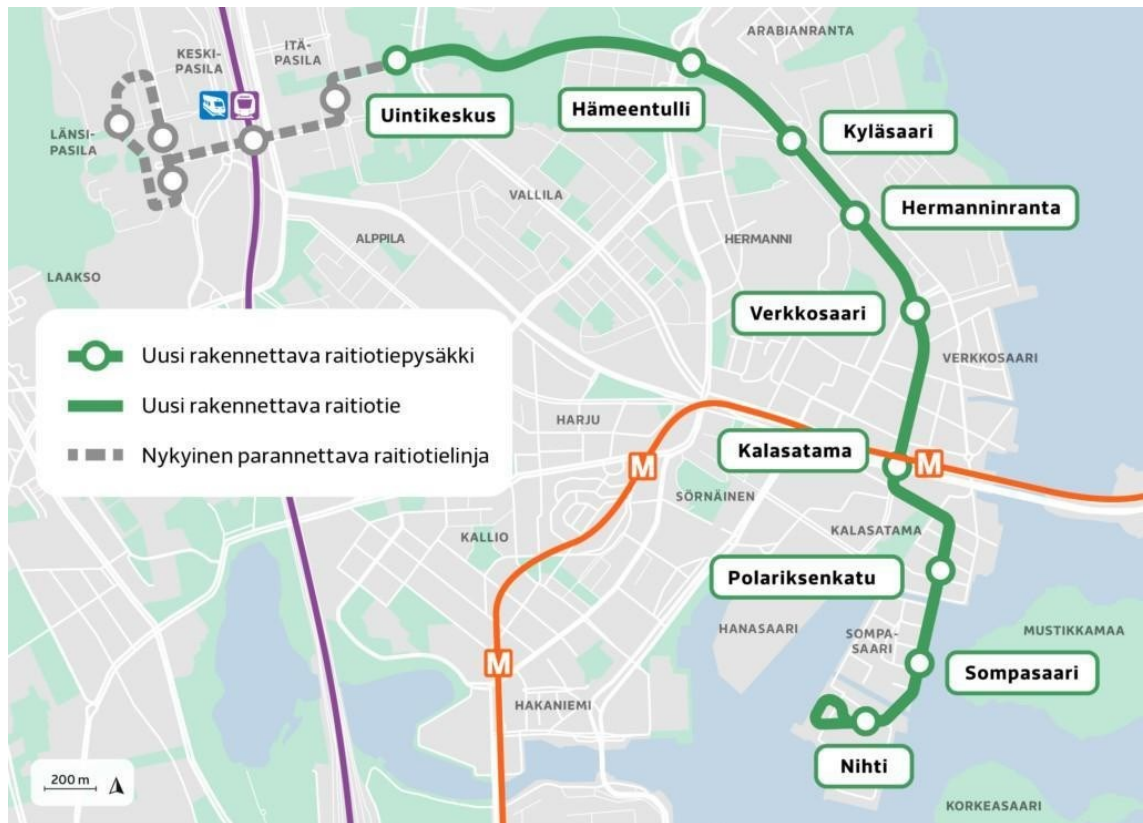 ARABIANRANTA
ITÄ-
PASILA
KESKI-
PASILA
LÄNSI-
PASILA
Uintikeskus
Hämeentulli
Kyläsaari
VALLILA
Hermanninranta
ALPPILA
HERMANNI
LAAKSO
Verkkosaari
VERKKOSAARI
Uusi rakennettava raitiotiepysäkki
Uusi rakennettava raitiotie
Nykyinen parannettava raitiotielinja
HARJU
Kalasatama
M
M
SÖRNÄINEN
KALASATAMA
KALLIO
Polariksenkatu
HANASAARI
SOMPA-
SAARI
MUSTIKKAMAA
M
Sompasaari
HAKANIEMI
Nihti
200 m
KORKEASAARI